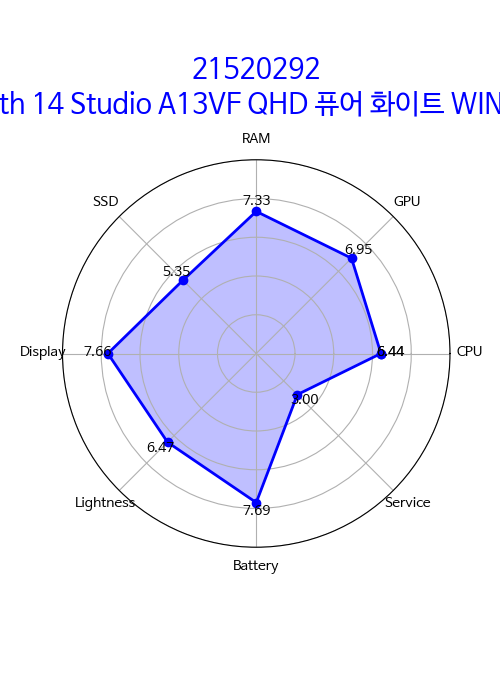 21520292
th 14 Studio A13VF QHD 퓨어 화이트 WIN
RAM
7.33
SSD
GPU
5.35
6.95
Display
7.66
6.44
CPU
6.47
3.00
Lightness
Service
7.69
Battery